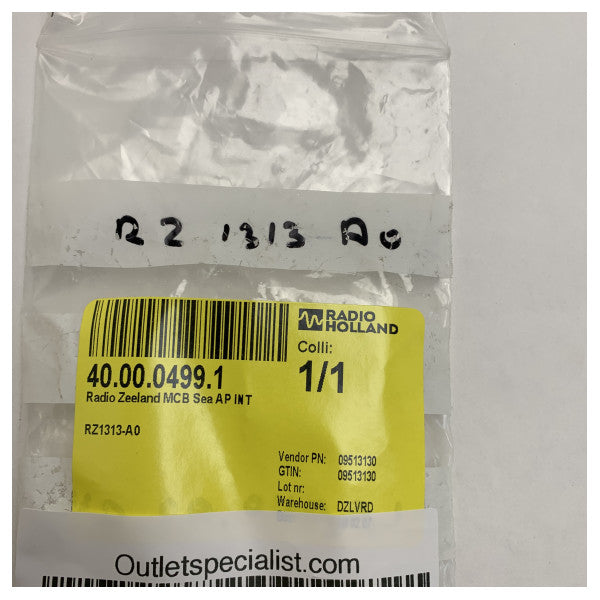 RZ 1313 A0
RADIO
HOLLAND
Colli:
40.00.0499.1
1/1
Radio Zeeland MCB Sea AP INT
RZ1313-A0
Vendor PN: 09513130
GTIN: 09513130
Lot nr:
Warehouse: DZLVRD
Outletspecialist.com